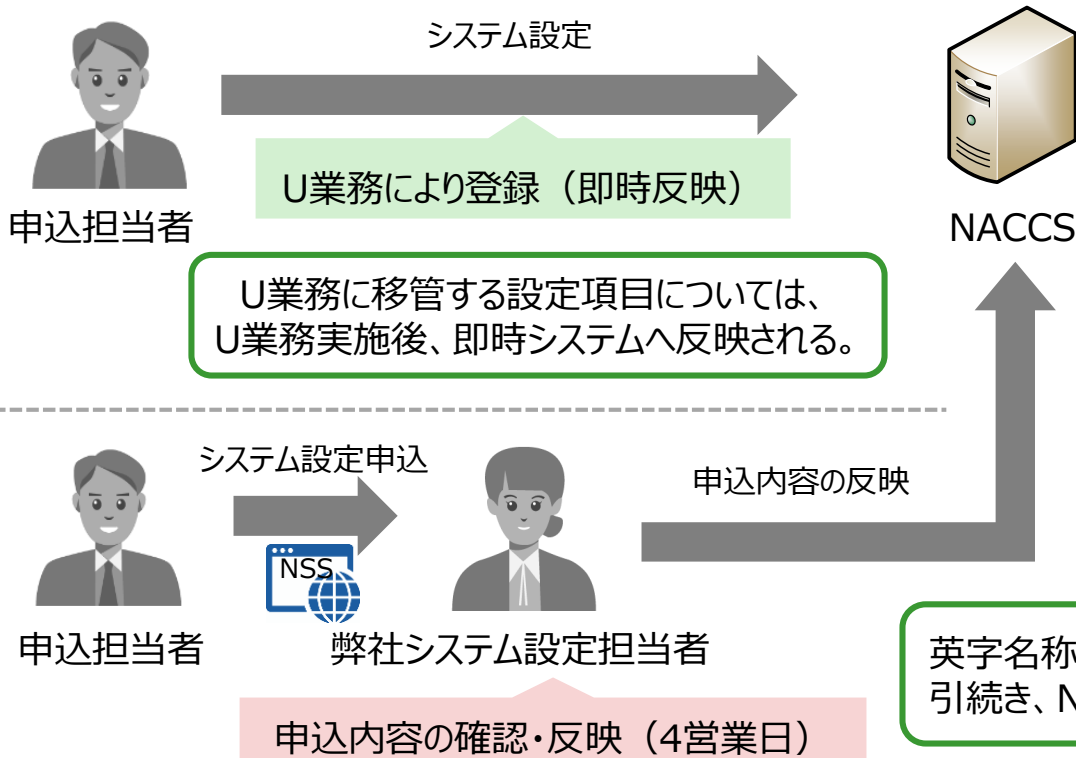 システム設定
U業務により登録（即時反映）
申込担当者
NACCS
U業務に移管する設定項目については、
U業務実施後、即時システムへ反映される。
システム設定申込
申込内容の反映
NSS
申込担当者
弊社システム設定担当者
英字名称
引続き、N
申込内容の確認・反映（4営業日）